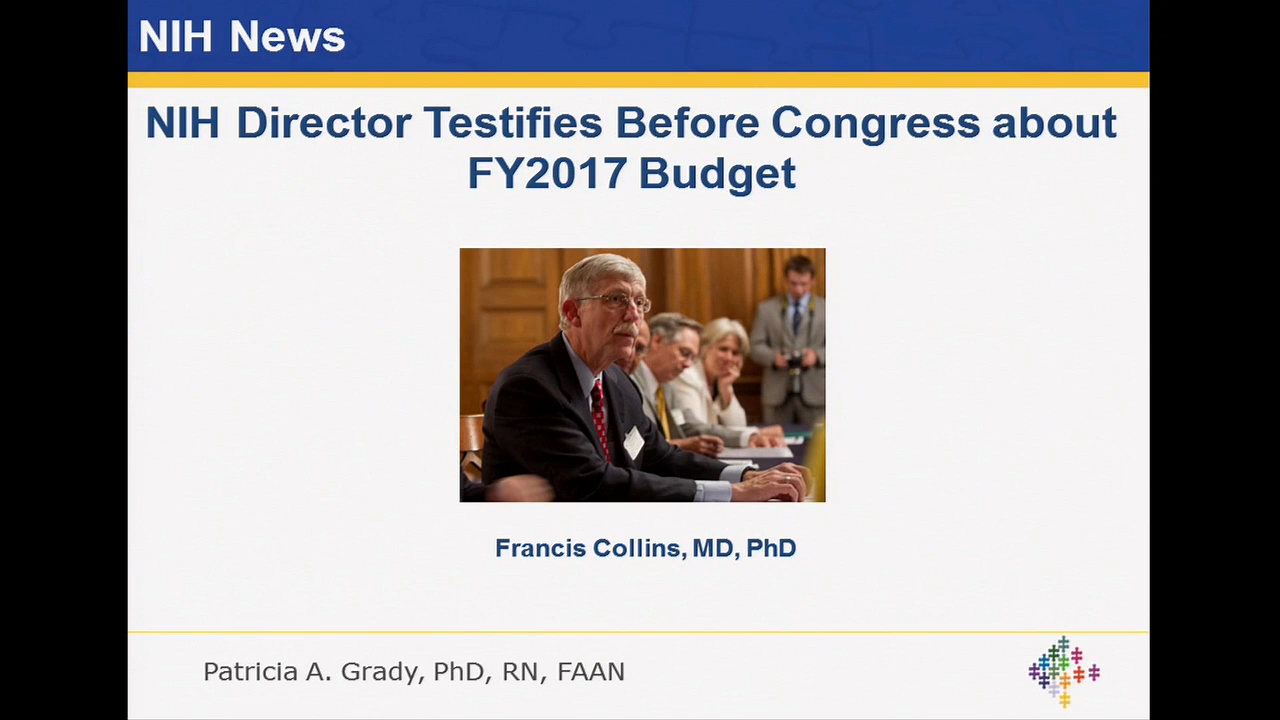 NIH News
NIH Director Testifies Before Congress about
FY2017 Budget
Francis Collins, MD, PhD
Patricia A. Grady, PhD, RN, FAAN